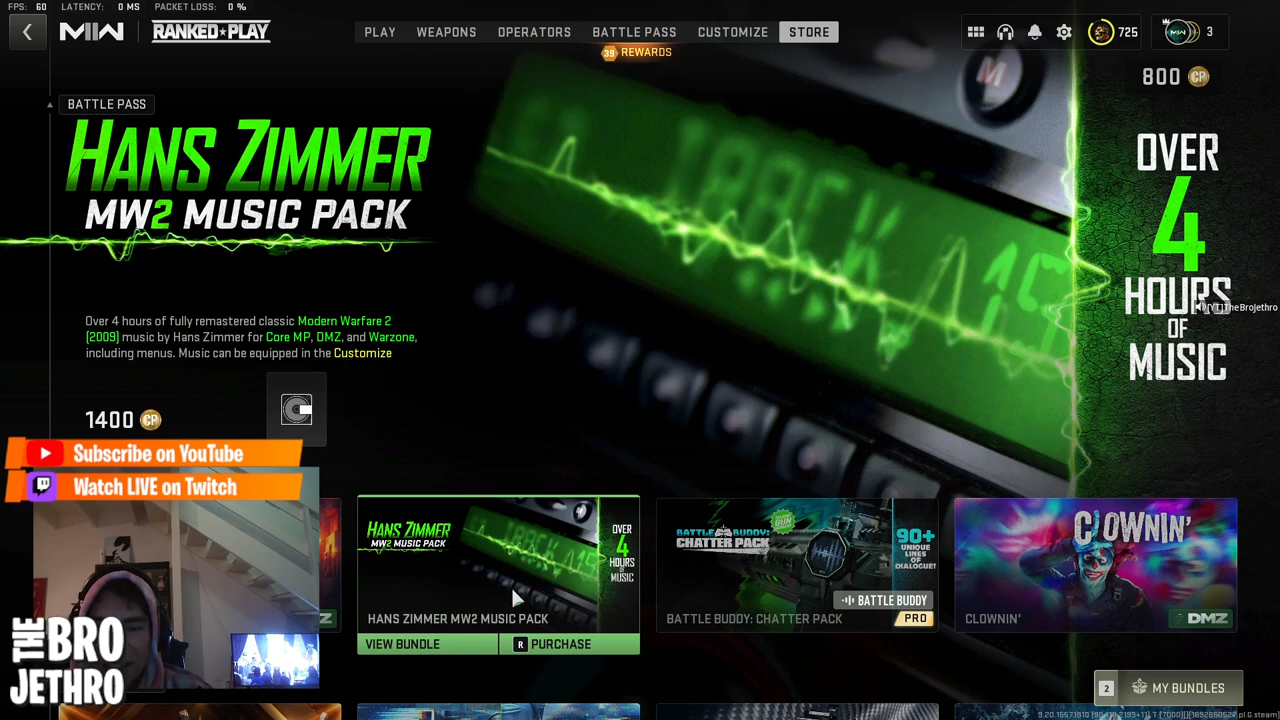 FPS: 60 LATENCY: 0 MS PACKET LOSS: 0 %
MW RANKED PLAY
PLAY WEAPONS OPERATORS BATTLE PASS CUSTOMIZE STORE
725 3
39 REWARDS
800 CP
BATTLE PASS
HANS ZIMMER
MW2 MUSIC PACK
TRACK 15
M
OVER
4
HOURS
OF
MUSIC
[YT]TheBroJethro
Over 4 hours of fully remastered classic Modern Warfare 2
(2009) music by Hans Zimmer for Core MP, DMZ, and Warzone,
including menus. Music can be equipped in the Customize
1400 CP
Subscribe on YouTube
Watch LIVE on Twitch
HANS ZIMMER
MW2 MUSIC PACK
OVER
4
HOURS
OF
MUSIC
HANS ZIMMER MW2 MUSIC PACK
VIEW BUNDLE R PURCHASE
BATTLE BUDDY:
CHATTER PACK
90+
UNIQUE
LINES
OF
DIALOGUE!
BATTLE BUDDY
BATTLE BUDDY: CHATTER PACK PRO
CLOWNIN'
CLOWNIN' DMZ
THE BRO
JETHRO
2 MY BUNDLES